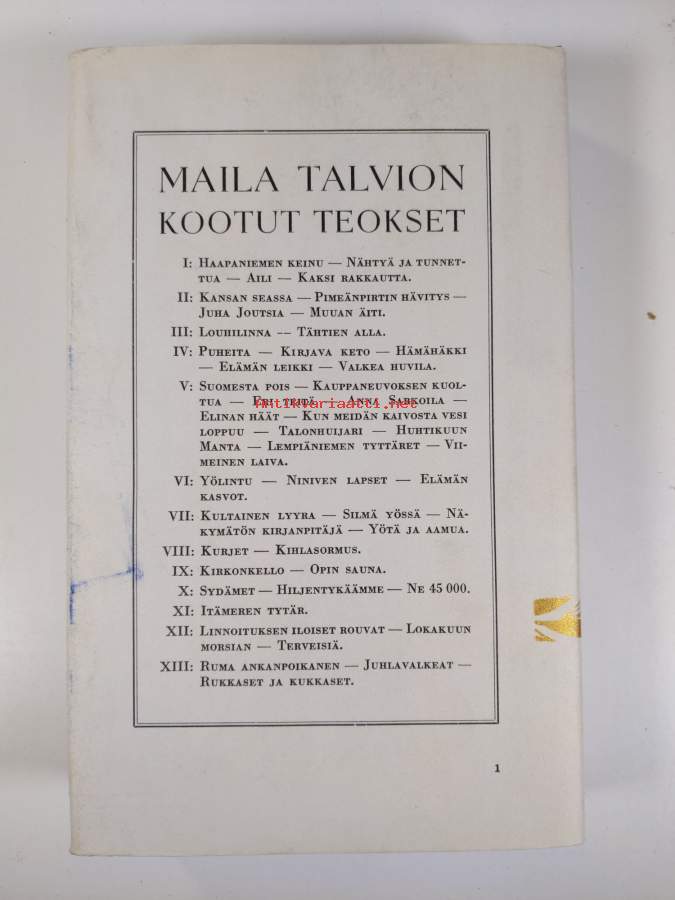 MAILA TALVION
KOOTUT TEOKSET
I: HAAPANIEMEN KEINU — NÄHTYÄ JA TUNNET-
TUA — AILI — KAKSI RAKKAUTTA.
II: KANSAN SEASSA — PIMEÄNPIRTIN HÄVITYS —
JUHA JOUTSIA — MUUAN ÄITI.
III: LOUHILINNA -- TÄHTIEN ALLA.
IV: PUHEITA — KIRJAVA KETO — HÄMÄHÄKKI
— ELÄMÄN LEIKKI — VALKEA HUVILA.
V: SUOMESTA POIS — KAUPPANEUVOKSEN KUOL-
TUA — ERI TEITÄ — ANNA SARKOILA —
antikvariaatti.net
ELINAN HÄÄT — KUN MEIDÄN KAIVOSTA VESI
LOPPUU — TALONHUIJARI — HUHTIKUUN
MANTA — LEMPIÄNIEMEN TYTTÄRET — VII-
MEINEN LAIVA.
VI: YÖLINTU — NINIVEN LAPSET — ELÄMÄN
KASVOT.
VII: KULTAINEN LYYRA — SILMÄ YÖSSÄ — NÄ-
KYMÄTÖN KIRJANPITÄJÄ — YÖTÄ JA AAMUA.
VIII: KURJET — KIHLASORMUS.
IX: KIRKONKELLO — OPIN SAUNA.
X: SYDÄMET — HILJENTYKÄÄMME — NE 45 000.
XI: ITÄMEREN TYTÄR.
XII: LINNOITUKSEN ILOISET ROUVAT — LOKAKUUN
MORSIAN — TERVEISIÄ.
XIII: RUMA ANKANPOIKANEN — JUHLAVALKEAT —
RUKKASET JA KUKKASET.
1